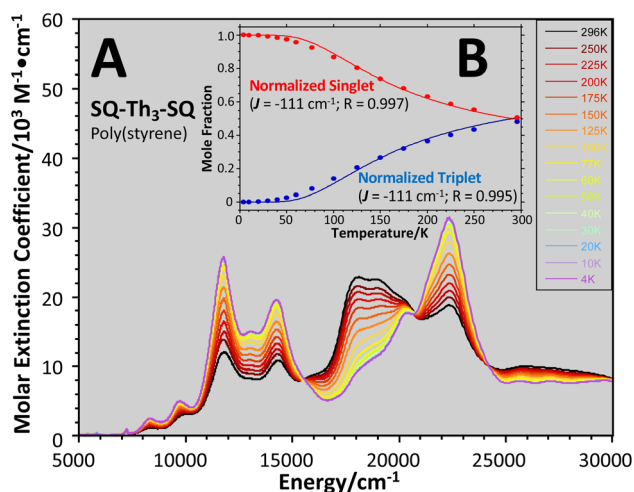 60
50
40
30
20
10
0
Molar Extinction Coefficient/10³ M⁻¹•cm⁻¹
A
SQ-Th₃-SQ
Poly(styrene)
1.0
0.8
0.6
0.4
0.2
0
Mole Fraction
B
Normalized Singlet
(J = -111 cm⁻¹; R = 0.997)
Normalized Triplet
(J = -111 cm⁻¹; R = 0.995)
0 50 100 150 200 250 300
Temperature/K
296K
250K
225K
200K
175K
150K
125K
100K
77K
60K
50K
40K
30K
20K
10K
4K
5000 10000 15000 20000 25000 30000
Energy/cm⁻¹